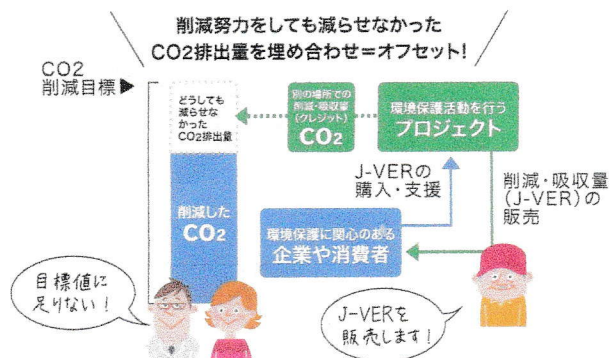 削減努力をしても減らせなかった
CO2排出量を埋め合わせ=オフセット!
CO2
削減目標▶
どうしても
減らせな
かった
CO2排出量
別の場所での
削減・吸収量
(クレジット)
CO2
環境保護活動を行う
プロジェクト
J-VERの
購入・支援
削減・吸収量
(J-VER)の
販売
削減した
CO2
環境保護に関心のある
企業や消費者
目標値に
足りない!
J-VERを
販売します!